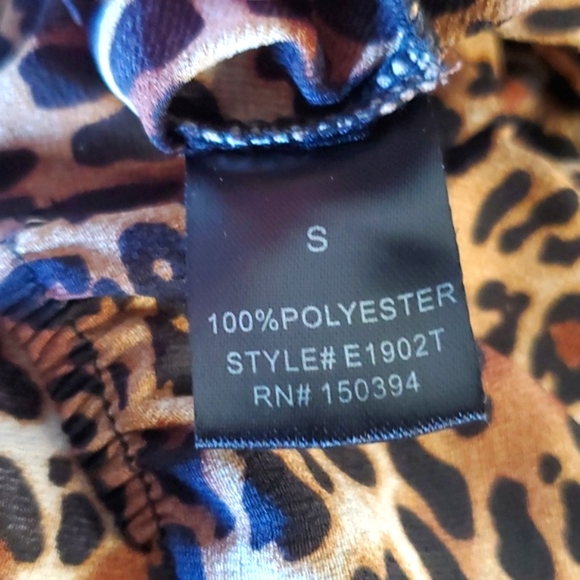 S
100%POLYESTER
STYLE# E1902T
RN# 150394